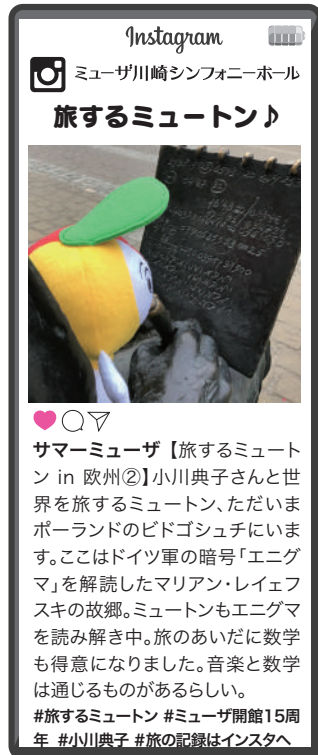 Instagram
ミューザ川崎シンフォニーホール
旅するミュートン♪
サマーミューザ【旅するミュート
ン in 欧州②】小川典子さんと世
界を旅するミュートン、ただいま
ポーランドのビドゴシュチにいま
す。ここはドイツ軍の暗号「エニグ
マ」を解読したマリアン・レイェフ
スキの故郷。ミュートンもエニグマ
を読み解き中。旅のあいだに数学
も得意になりました。音楽と数学
は通じるものがあるらしい。
#旅するミュートン #ミューザ開館15周
年 #小川典子 #旅の記録はインスタへ